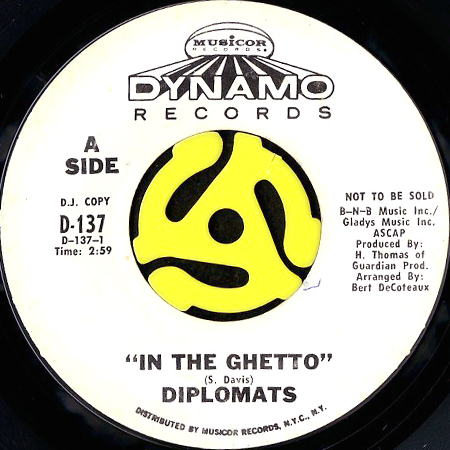 MUSICOR
RECORDS
DYNAMO
RECORDS
A
SIDE
D.J. COPY
D-137
D-137-1
Time: 2:59
NOT TO BE SOLD
B-N-B Music Inc./
Gladys Music Inc.
ASCAP
Produced By:
H. Thomas of
Guardian Prod.
Arranged By:
Bert DeCoteaux
"IN THE GHETTO"
(S. Davis)
DIPLOMATS
DISTRIBUTED BY MUSICOR RECORDS, N.Y.C., N.Y.